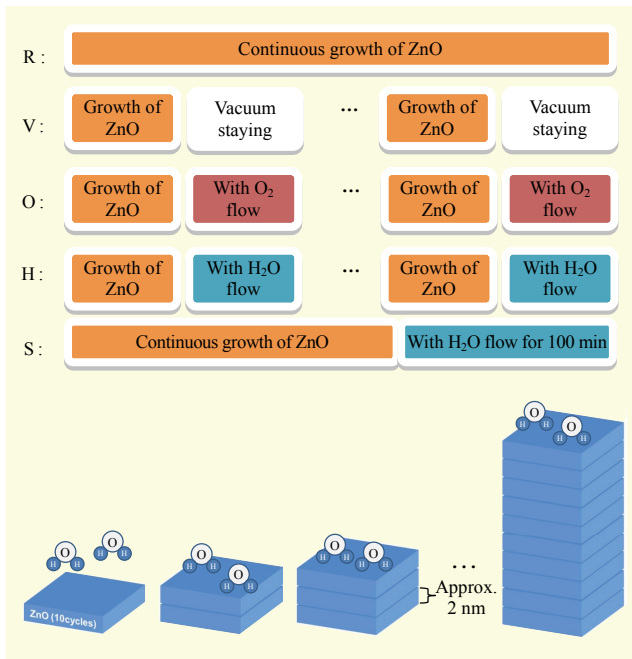 R :
Continuous growth of ZnO
V :
Growth of
ZnO
Vacuum
staying
...
Growth of
ZnO
Vacuum
staying
O :
Growth of
ZnO
With O₂
flow
...
Growth of
ZnO
With O₂
flow
H :
Growth of
ZnO
With H₂O
flow
...
Growth of
ZnO
With H₂O
flow
S :
Continuous growth of ZnO
With H₂O flow for 100 min
O
H
H
O
H
H
ZnO (10cycles)
O
H
H
O
H
H
O
H
H
O
H
H
...
Approx.
2 nm
O
H
H
O
H
H